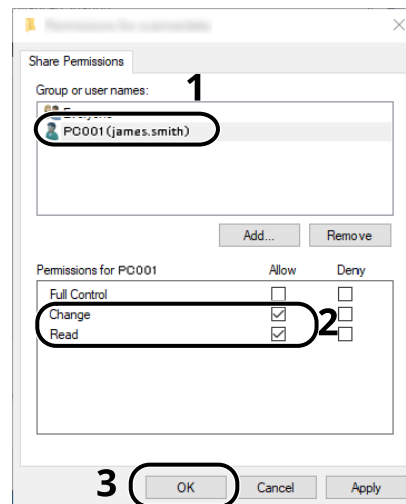 Share Permissions
1
Group or user names:
Everyone
PC001(james.smith)
Add... Remove
Permissions for PC001 Allow Deny
Full Control
Change
2
Read
3
OK Cancel Apply